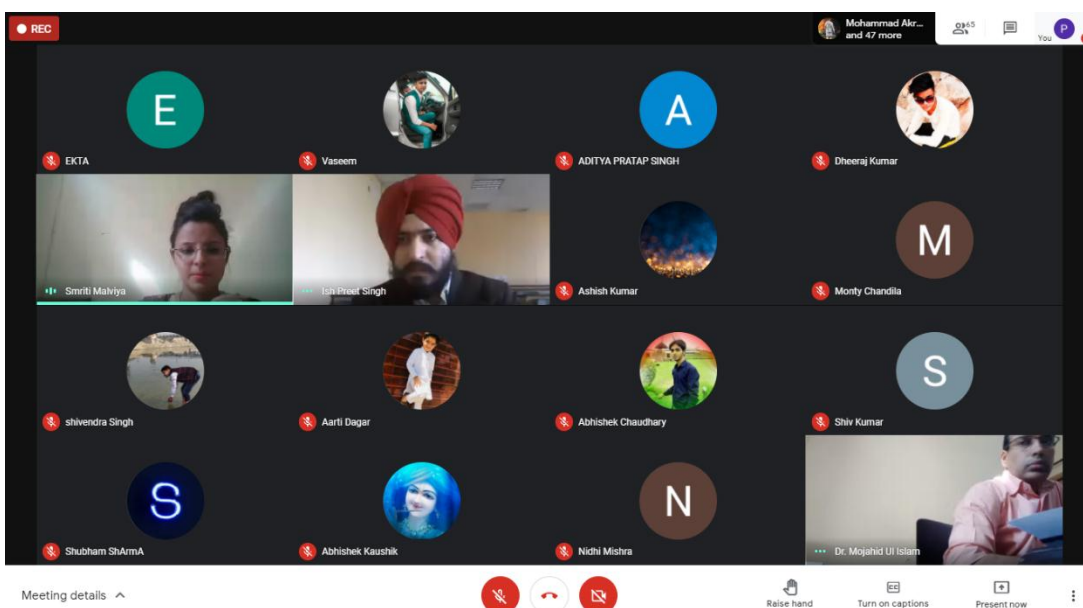 REC
Mohammad Akr...
and 47 more
65
You
P
E
A
EKTA
Vaseem
ADITYA PRATAP SINGH
Dheeraj Kumar
M
Smriti Malviya
Ish Preet Singh
Ashish Kumar
Monty Chandila
S
shivendra Singh
Aarti Dagar
Abhishek Chaudhary
Shiv Kumar
S
N
Shubham ShArmA
Abhishek Kaushik
Nidhi Mishra
Dr. Mojahid Ul Islam
Meeting details
Raise hand
CC
Turn on captions
Present now